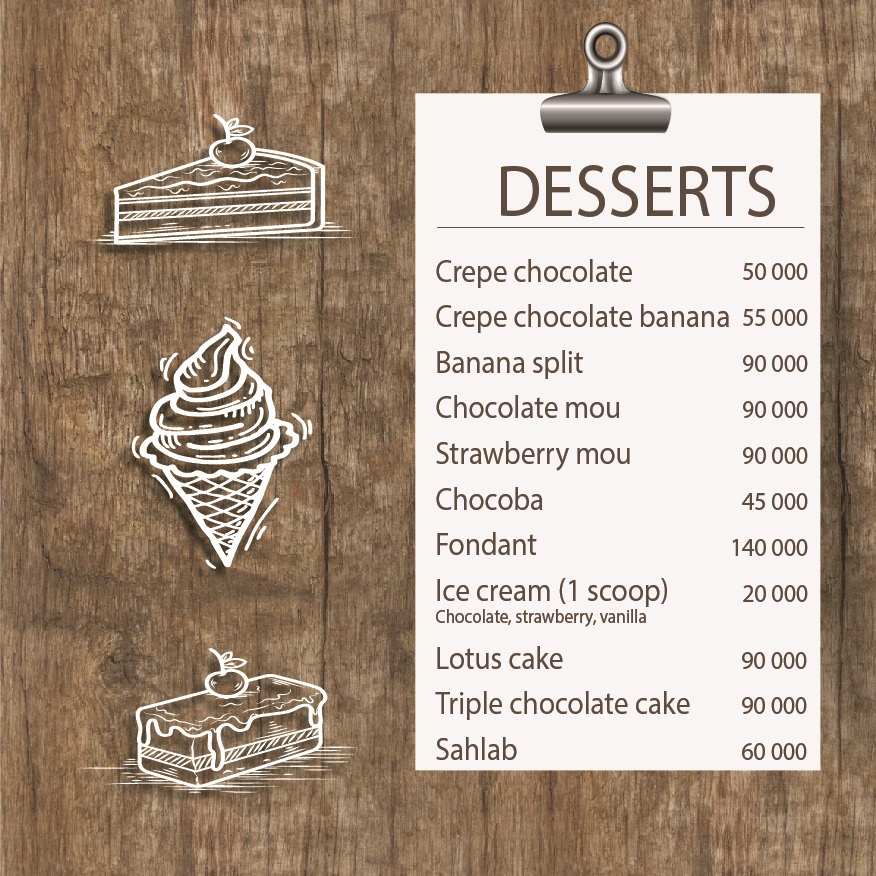 DESSERTS
Crepe chocolate 50 000
Crepe chocolate banana 55 000
Banana split 90 000
Chocolate mou 90 000
Strawberry mou 90 000
Chocoba 45 000
Fondant 140 000
Ice cream (1 scoop) 20 000
Chocolate, strawberry, vanilla
Lotus cake 90 000
Triple chocolate cake 90 000
Sahlab 60 000